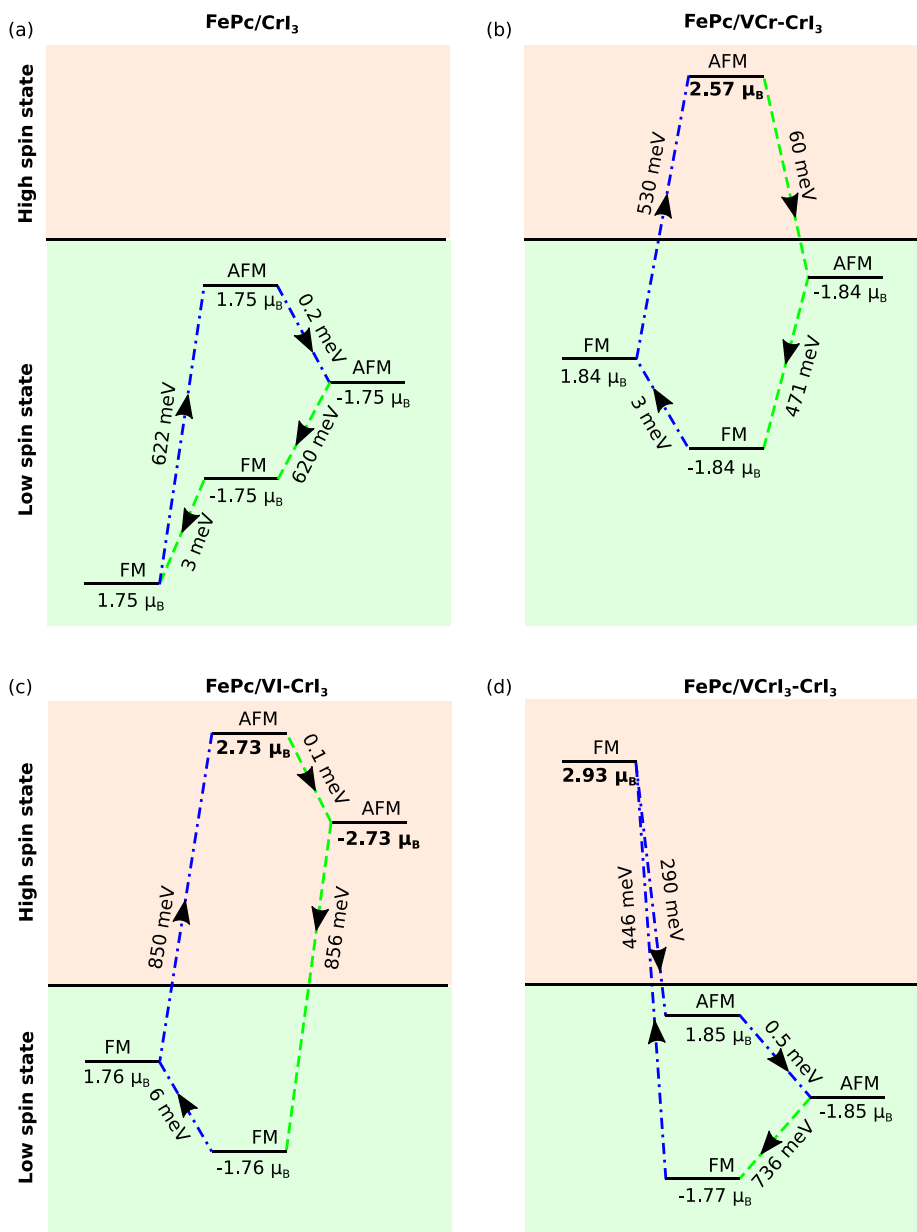 (a)
FePc/CrI₃
High spin state
Low spin state
AFM
1.75 μB
0.2 meV
AFM
-1.75 μB
622 meV
620 meV
FM
-1.75 μB
3 meV
FM
1.75 μB
(b)
FePc/VCr-CrI₃
AFM
2.57 μB
530 meV
60 meV
AFM
-1.84 μB
FM
1.84 μB
471 meV
3 meV
FM
-1.84 μB
(c)
FePc/VI-CrI₃
High spin state
Low spin state
AFM
2.73 μB
0.1 meV
AFM
-2.73 μB
850 meV
856 meV
FM
1.76 μB
6 meV
FM
-1.76 μB
(d)
FePc/VCrI₃-CrI₃
FM
2.93 μB
446 meV
290 meV
AFM
1.85 μB
0.5 meV
AFM
-1.85 μB
736 meV
FM
-1.77 μB